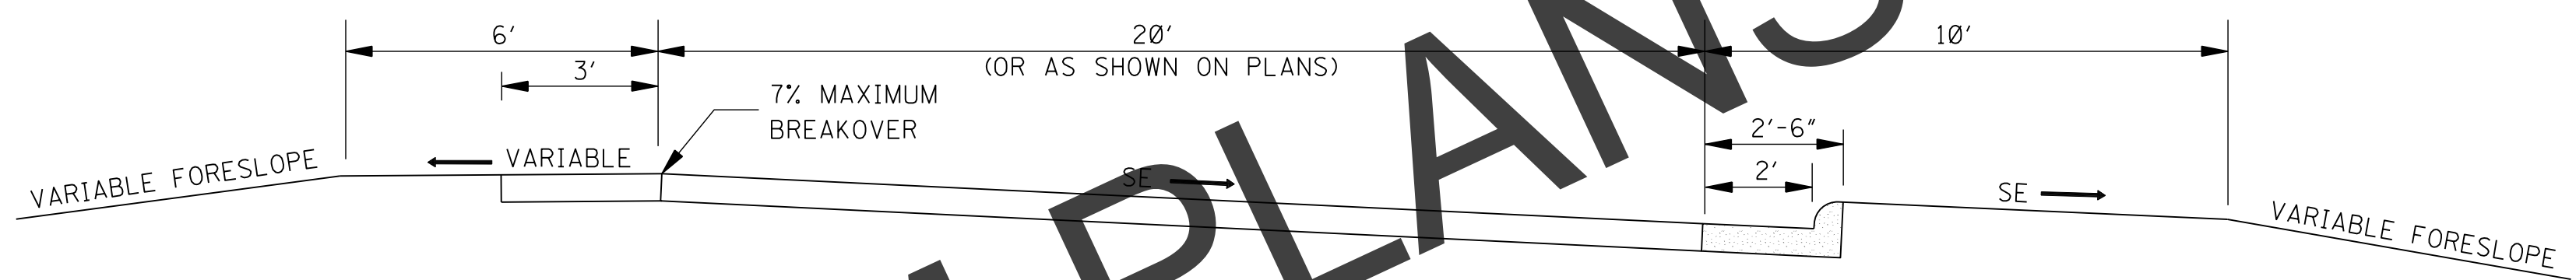 6' 20' 10'
3' (OR AS SHOWN ON PLANS)
7% MAXIMUM
BREAKOVER
2'-6"
2'
VARIABLE FORESLOPE
VARIABLE
SE
SE
VARIABLE FORESLOPE
PLANS